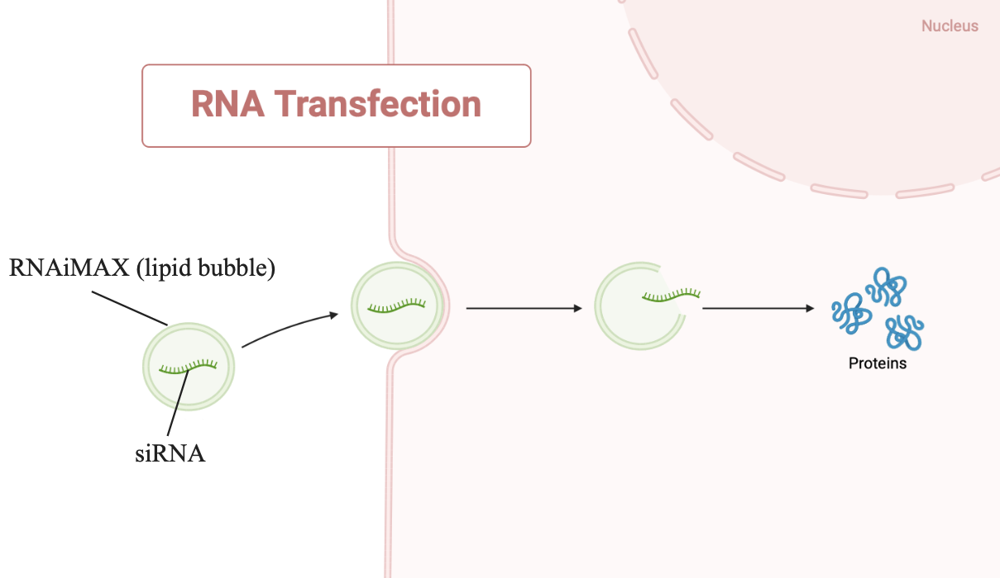 Nucleus
RNA Transfection
RNAiMAX (lipid bubble)
siRNA
Proteins